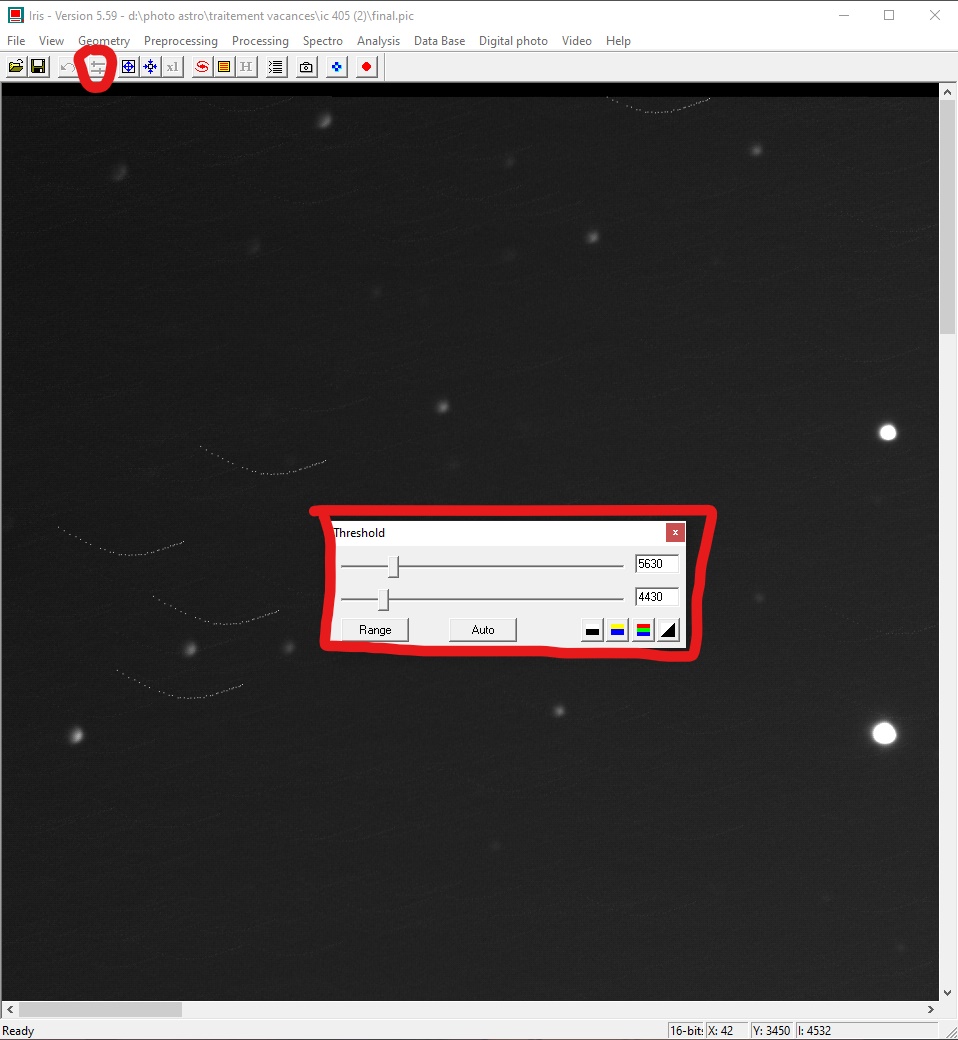 Iris - Version 5.59 - d:\photo astro\traitement vacances\ic 405 (2)\final.pic
File View Geometry Preprocessing Processing Spectro Analysis Data Base Digital photo Video Help
x1 H
Threshold x
5630
4430
Range Auto
Ready 16-bit: X: 42 Y: 3450 I: 4532